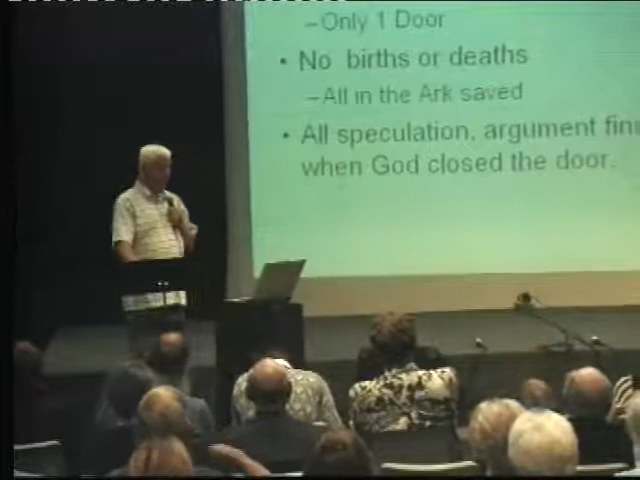 –Only 1 Door
• No births or deaths
–All in the Ark saved
• All speculation, argument fin
when God closed the door.